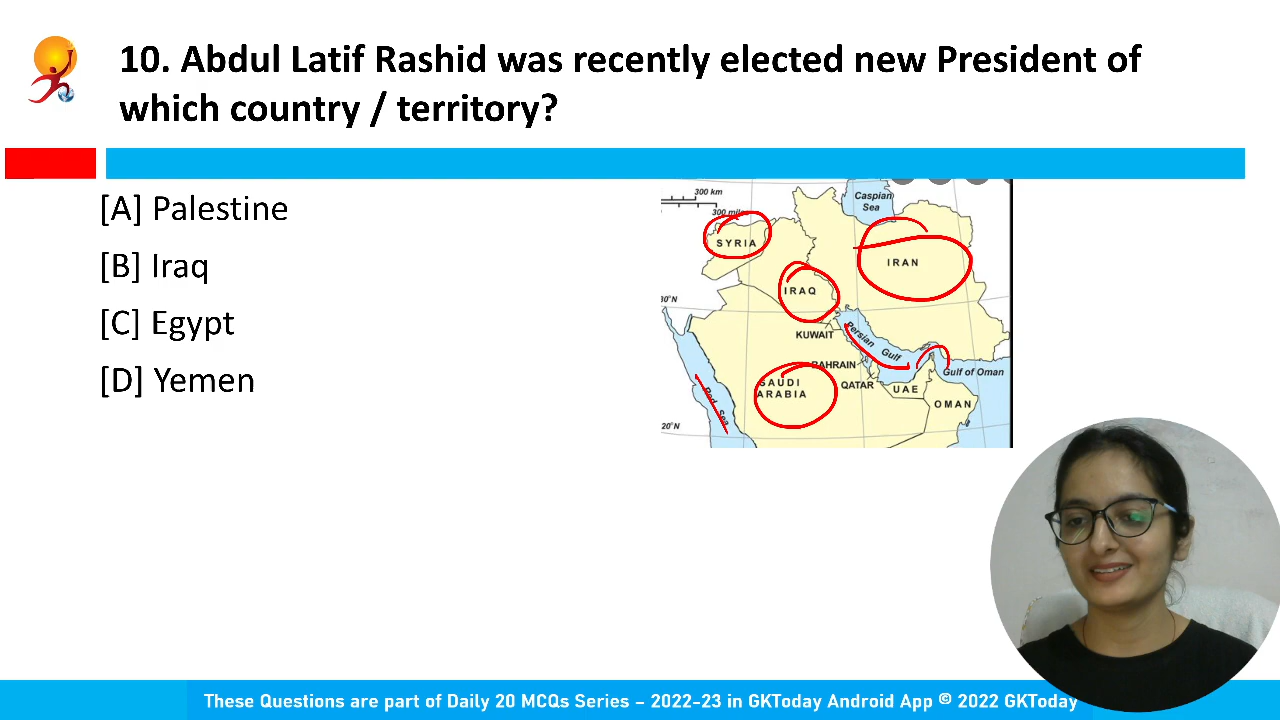 10. Abdul Latif Rashid was recently elected new President of
which country / territory?
[A] Palestine
[B] Iraq
[C] Egypt
[D] Yemen
300 km
300 miles
Caspian
Sea
SYRIA
IRAN
IRAQ
30°N
KUWAIT
Persian Gulf
BAHRAIN
Gulf of Oman
SAUDI
ARABIA
QATAR
UAE
OMAN
Red Sea
20°N
These Questions are part of Daily 20 MCQs Series – 2022-23 in GKToday Android App © 2022 GKToday